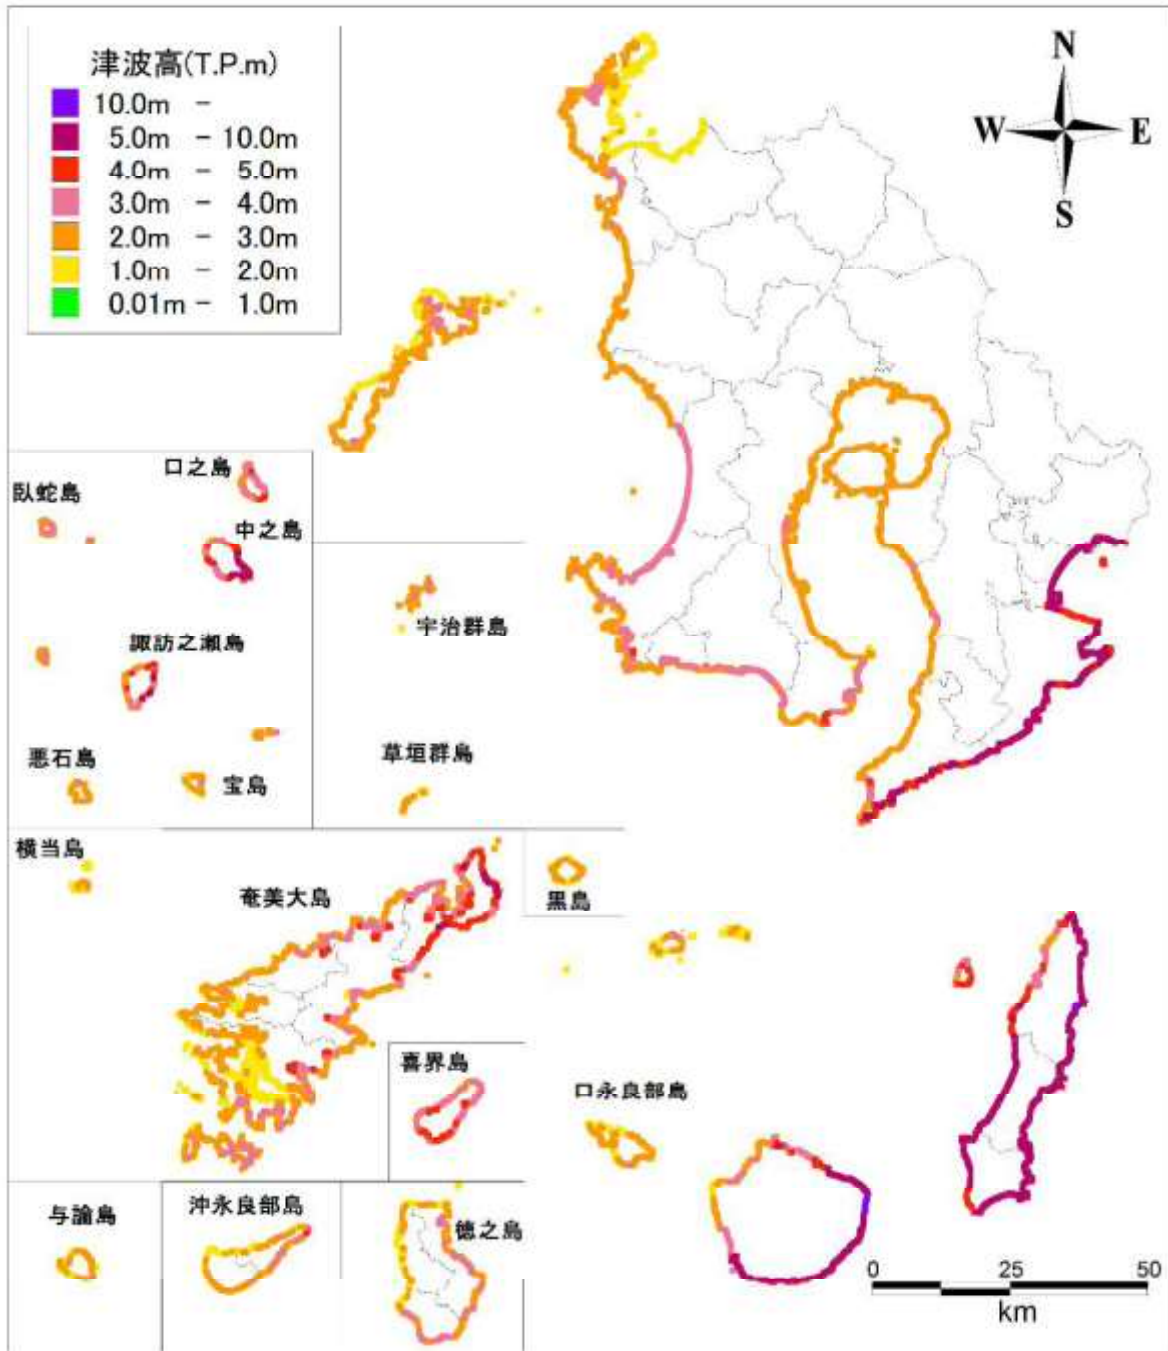 津波高(T.P.m)
10.0m -
5.0m - 10.0m
4.0m - 5.0m
3.0m - 4.0m
2.0m - 3.0m
1.0m - 2.0m
0.01m - 1.0m
N
W E
S
口之島
臥蛇島
中之島
宇治群島
諏訪之瀬島
草垣群島
悪石島
宝島
横当島
奄美大島
黒島
喜界島
口永良部島
与論島
沖永良部島
徳之島
0 25 50
km